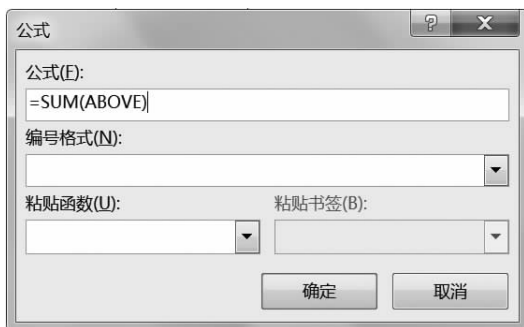 公式
公式(F):
=SUM(ABOVE)
编号格式(N):
粘贴函数(U):
粘贴书签(B):
确定
取消